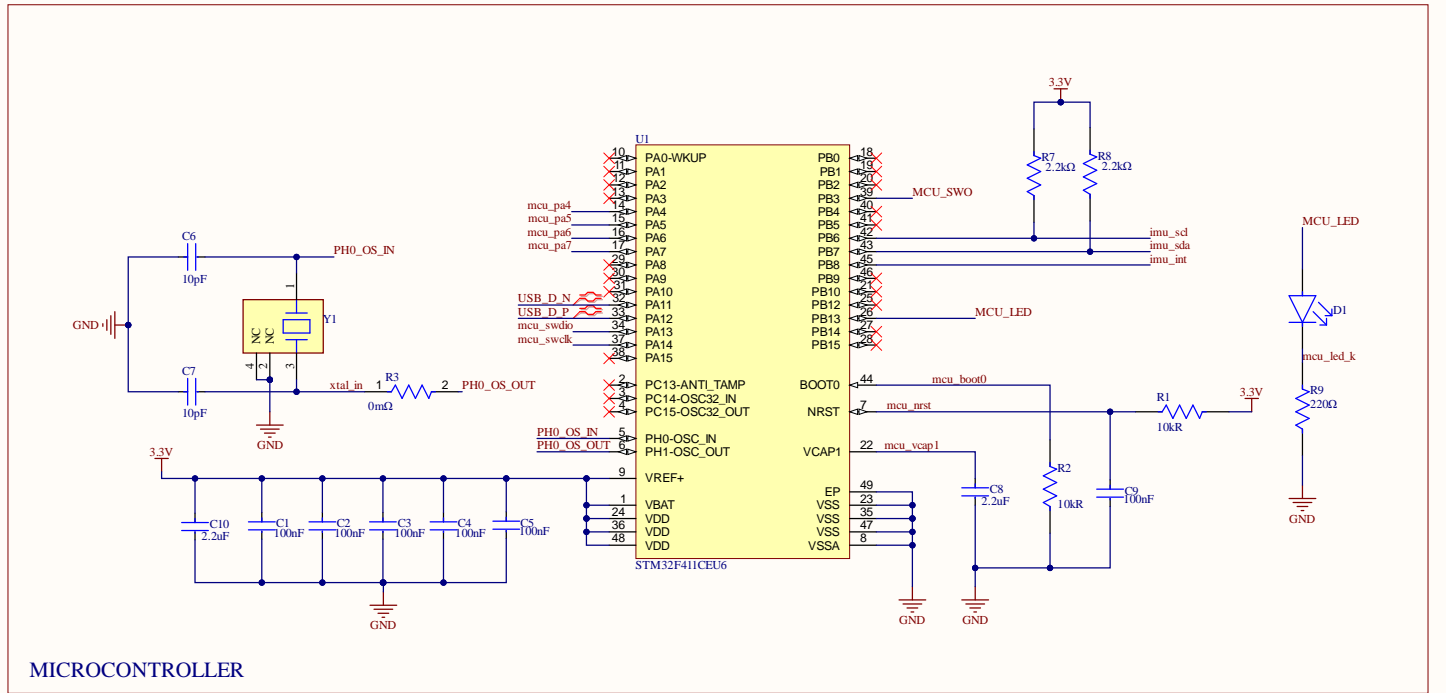 3.3V
U1
10 PA0-WKUP PB0 18
11 PA1 PB1 19
12 PA2 PB2 20
13 PA3 PB3 39 MCU_SWO
mcu_pa4 14 PA4 PB4 40
mcu_pa5 15 PA5 PB5 41
mcu_pa6 16 PA6 PB6 42 imu_scl
mcu_pa7 17 PA7 PB7 43 imu_sda
29 PA8 PB8 45 imu_int
30 PA9 PB9 46
31 PA10 PB10 21
USB_D_N 32 PA11 PB12 25
USB_D_P 33 PA12 PB13 26 MCU_LED
mcu_swdio 34 PA13 PB14 27
mcu_swclk 37 PA14 PB15 28
38 PA15
2 PC13-ANTI_TAMP BOOT0 44 mcu_boot0
3 PC14-OSC32_IN
4 PC15-OSC32_OUT NRST 7 mcu_nrst
PH0_OS_IN 5 PH0-OSC_IN
PH0_OS_OUT 6 PH1-OSC_OUT VCAP1 22 mcu_vcap1
9 VREF+
EP 49
1 VBAT VSS 23
24 VDD VSS 35
36 VDD VSS 47
48 VDD VSSA 8
STM32F411CEU6
R7
2.2kΩ
R8
2.2kΩ
MCU_LED
D1
mcu_led_k
R9
220Ω
GND
C6
10pF
PH0_OS_IN
1
GND
Y1
NC
NC
4
2
3
C7
10pF
xtal_in
1
R3
0mΩ
2
PH0_OS_OUT
GND
3.3V
R1
10kR
R2
10kR
C8
2.2uF
C9
100nF
GND
GND
3.3V
C10
2.2uF
C1
100nF
C2
100nF
C3
100nF
C4
100nF
C5
100nF
GND
MICROCONTROLLER